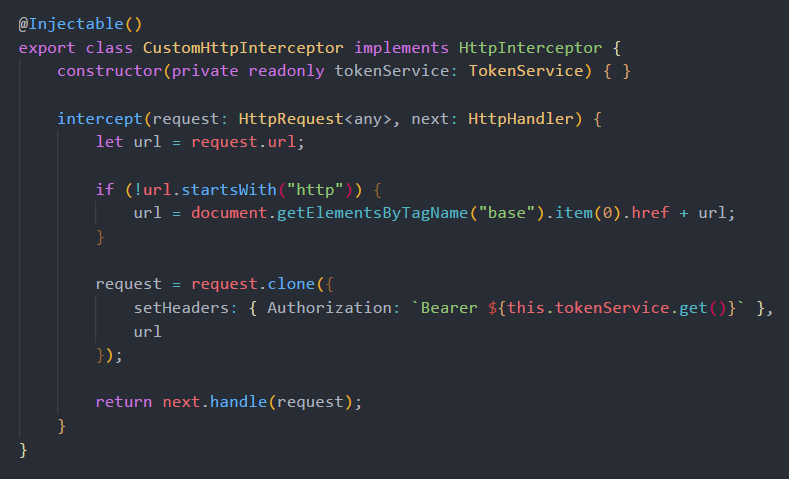 @Injectable()
export class CustomHttpInterceptor implements HttpInterceptor {
    constructor(private readonly tokenService: TokenService) { }

    intercept(request: HttpRequest<any>, next: HttpHandler) {
        let url = request.url;

        if (!url.startsWith("http")) {
            url = document.getElementsByTagName("base").item(0).href + url;
        }

        request = request.clone({
            setHeaders: { Authorization: `Bearer ${this.tokenService.get()}` },
            url
        });

        return next.handle(request);
    }
}